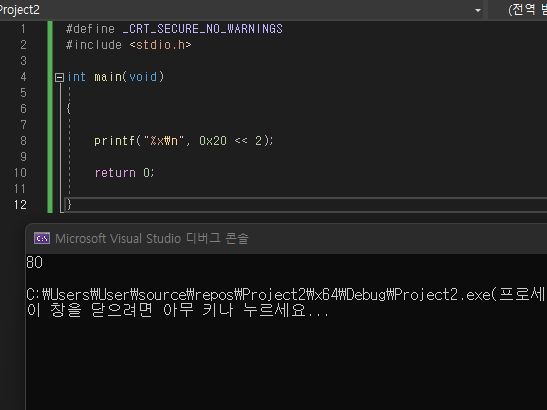 Project2
(전역 범
1 #define _CRT_SECURE_NO_WARNINGS
2 #include <stdio.h>
3
4 int main(void)
5
6 {
7
8 printf("%x₩n", 0x20 << 2);
9
10 return 0;
11
12 }
Microsoft Visual Studio 디버그 콘솔
80
C:₩Users₩User₩source₩repos₩Project2₩x64₩Debug₩Project2.exe(프로세
이 창을 닫으려면 아무 키나 누르세요...